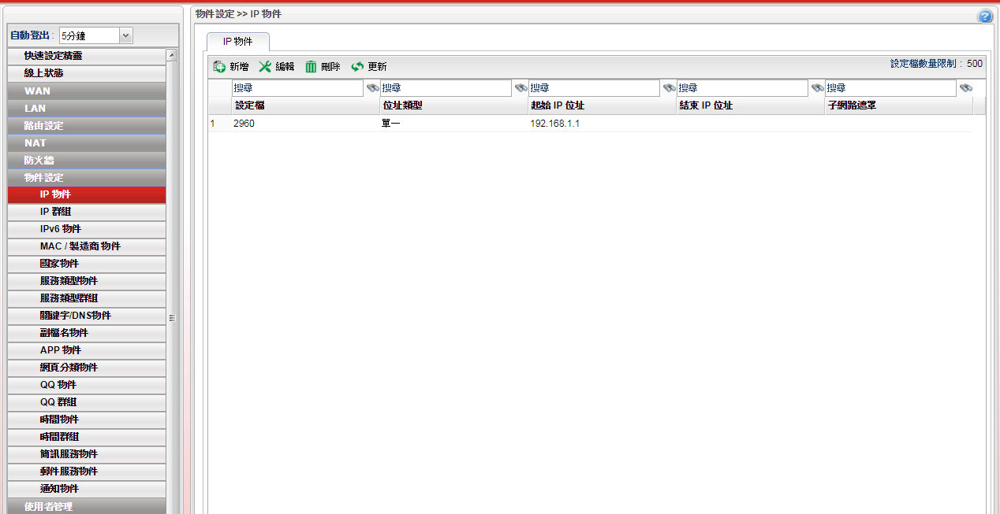 物件設定 >> IP 物件
自動登出 : 5分鐘
快速設定精靈
線上狀態
WAN
LAN
路由設定
NAT
防火牆
物件設定
IP 物件
IP 群組
IPv6 物件
MAC / 製造商 物件
國家物件
服務類型物件
服務類型群組
關鍵字/DNS物件
副檔名物件
APP 物件
網頁分類物件
QQ 物件
QQ 群組
時間物件
時間群組
簡訊服務物件
郵件服務物件
通知物件
使用者管理
IP 物件
新增 編輯 刪除 更新 設定檔數量限制 : 500
搜尋 搜尋 搜尋 搜尋 搜尋
設定檔 位址類型 起始 IP 位址 結束 IP 位址 子網路遮罩
1 2960 單一 192.168.1.1